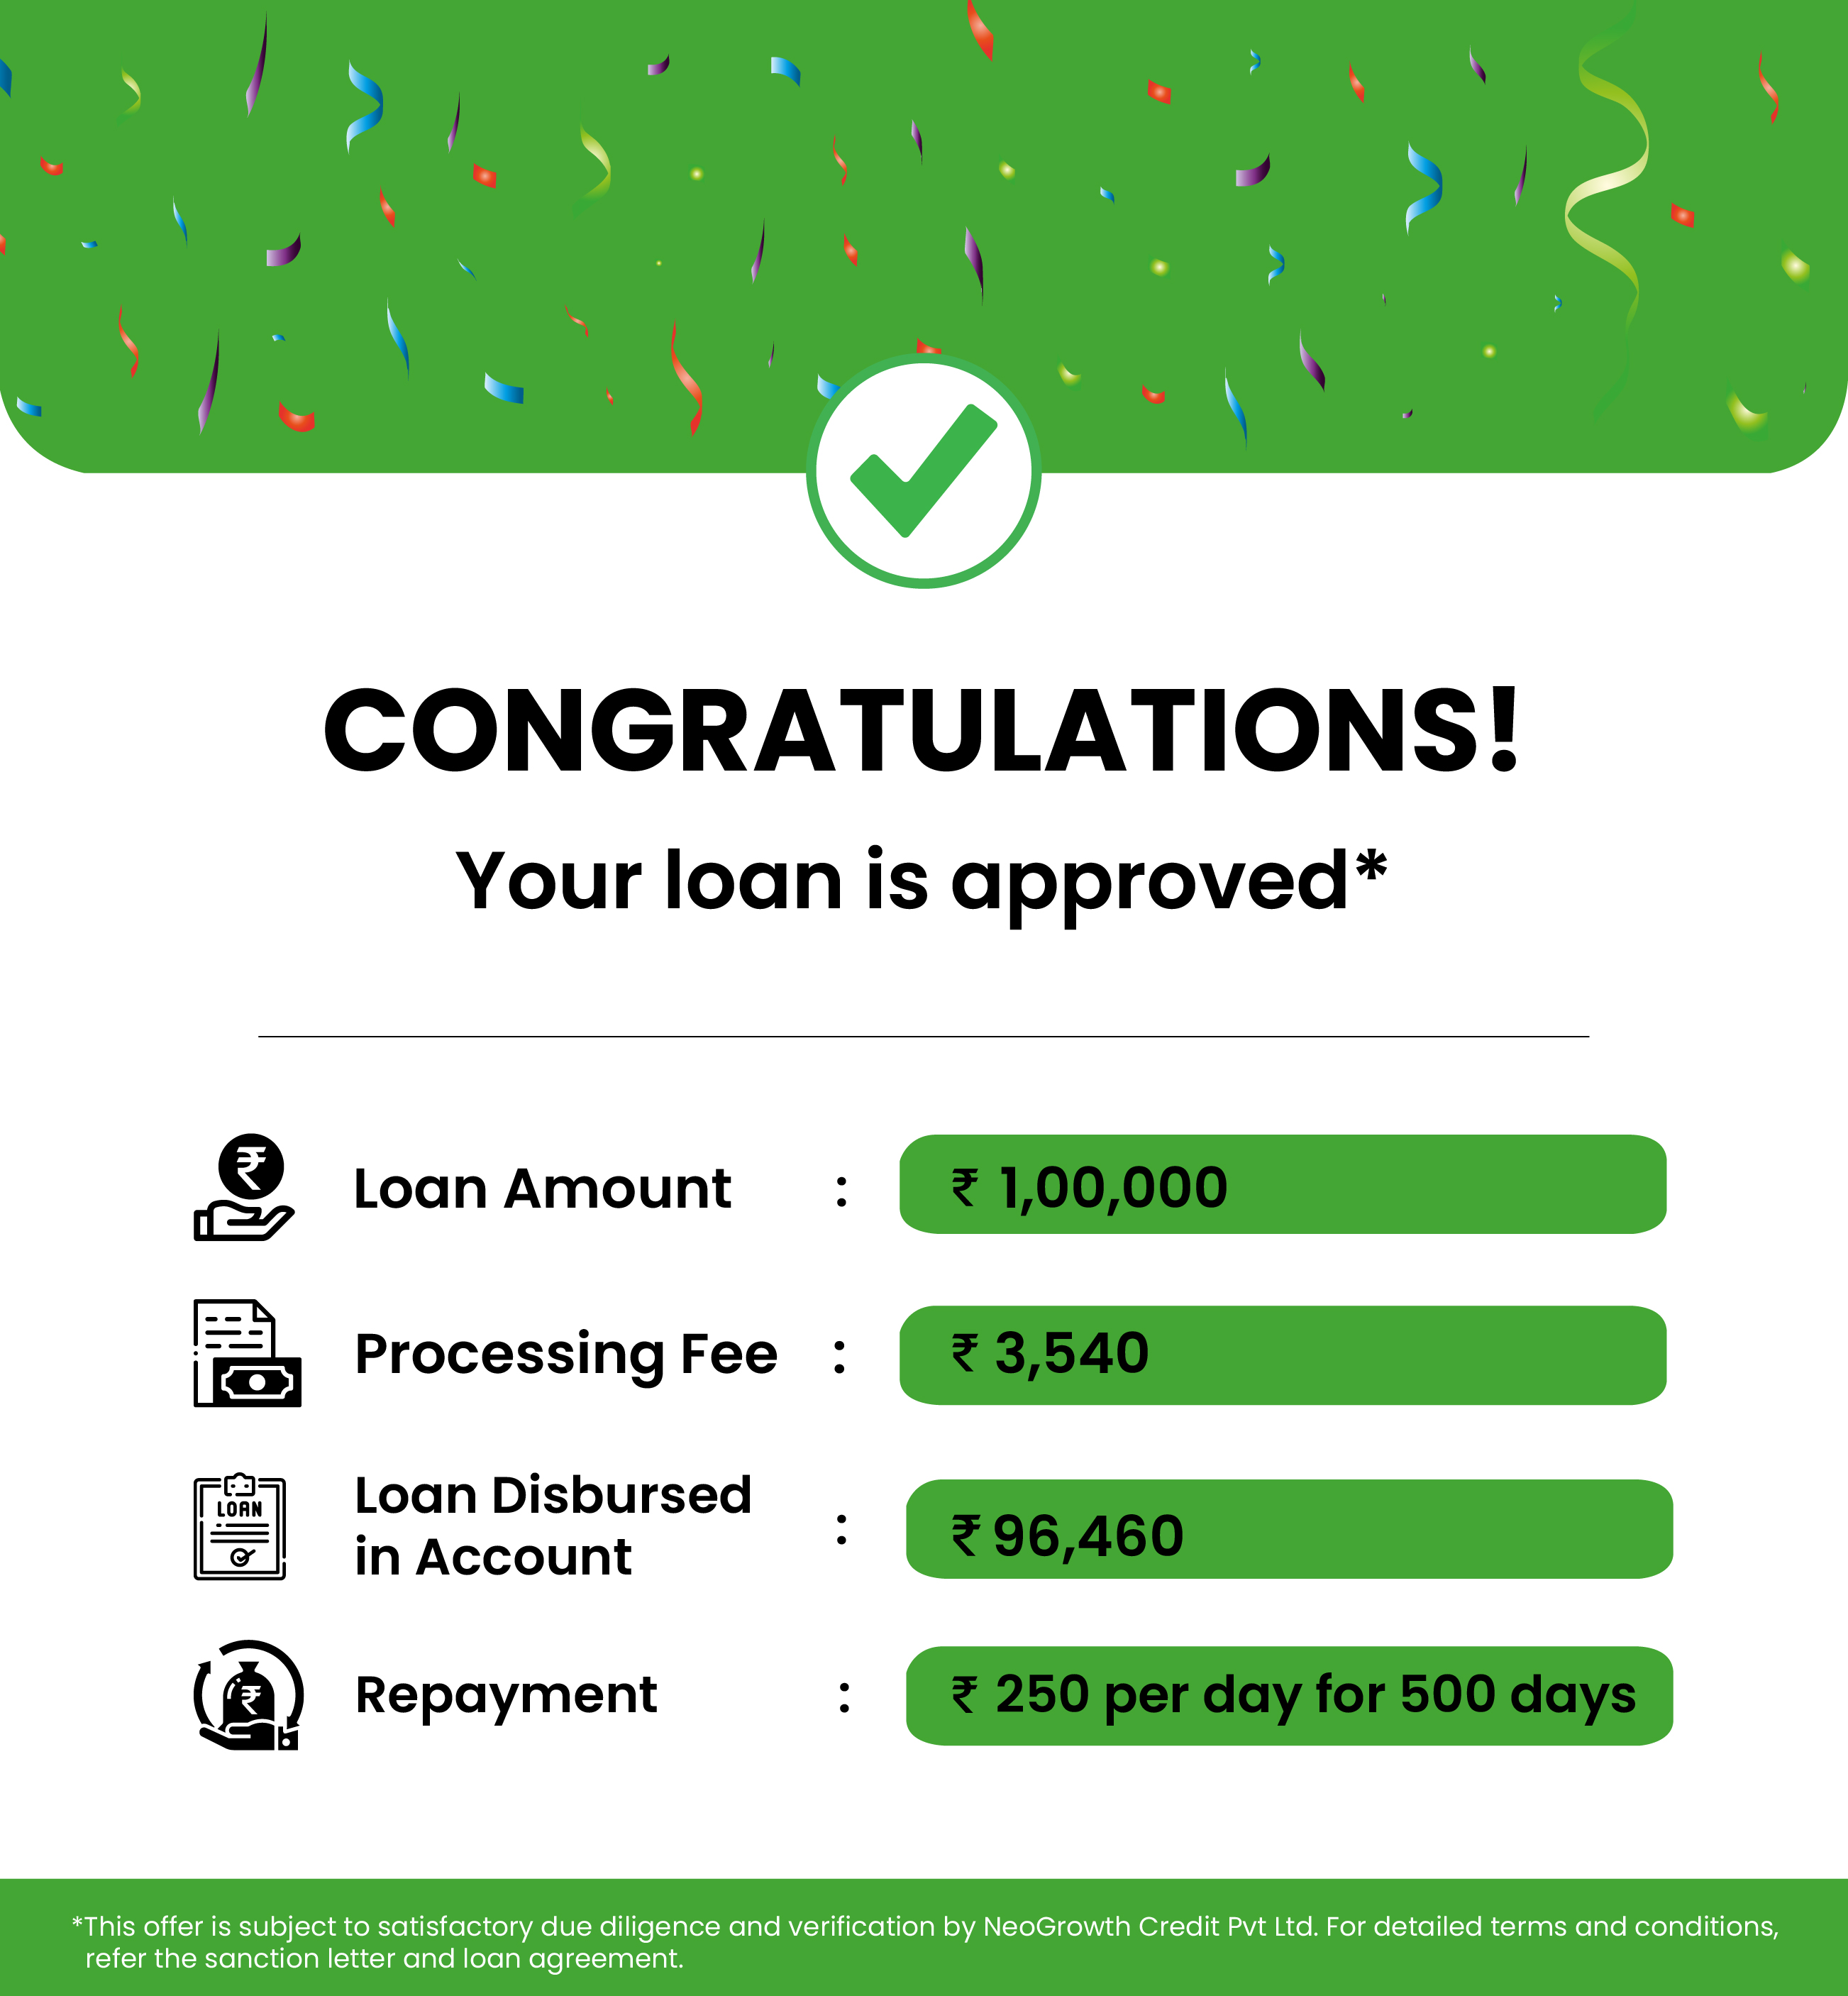 CONGRATULATIONS!
Your loan is approved*
Loan Amount : ₹ 1,00,000
Processing Fee : ₹ 3,540
LOAN
Loan Disbursed
in Account : ₹ 96,460
Repayment : ₹ 250 per day for 500 days
*This offer is subject to satisfactory due diligence and verification by NeoGrowth Credit Pvt Ltd. For detailed terms and conditions,
refer the sanction letter and loan agreement.